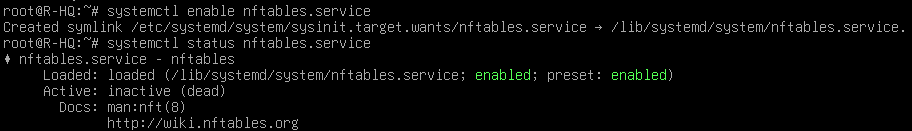 root@R-HQ:~# systemctl enable nftables.service
Created symlink /etc/systemd/system/sysinit.target.wants/nftables.service → /lib/systemd/system/nftables.service.
root@R-HQ:~# systemctl status nftables.service
♦ nftables.service - nftables
Loaded: loaded (/lib/systemd/system/nftables.service; enabled; preset: enabled)
Active: inactive (dead)
Docs: man:nft(8)
http://wiki.nftables.org